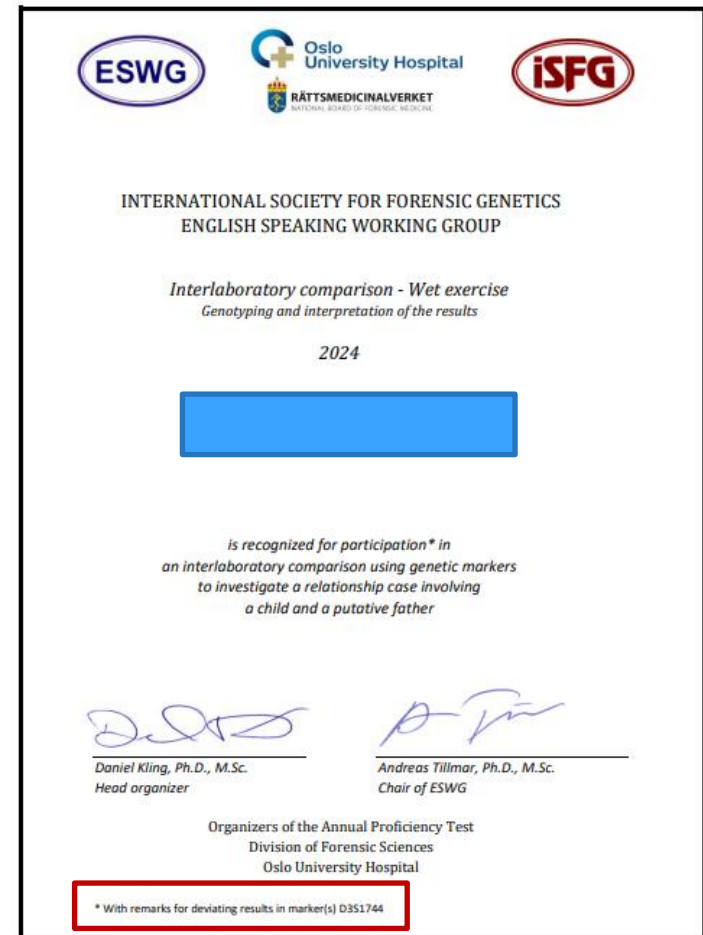 ESWG
Oslo
University Hospital
RÄTTSMEDICINALVERKET
NATIONAL BOARD OF FORENSIC MEDICINE
iSFG
INTERNATIONAL SOCIETY FOR FORENSIC GENETICS
ENGLISH SPEAKING WORKING GROUP
Interlaboratory comparison - Wet exercise
Genotyping and interpretation of the results
2024
is recognized for participation* in
an interlaboratory comparison using genetic markers
to investigate a relationship case involving
a child and a putative father
Daniel Kling, Ph.D., M.Sc.
Head organizer
Andreas Tillmar, Ph.D., M.Sc.
Chair of ESWG
Organizers of the Annual Proficiency Test
Division of Forensic Sciences
Oslo University Hospital
* With remarks for deviating results in marker(s) D3S1744